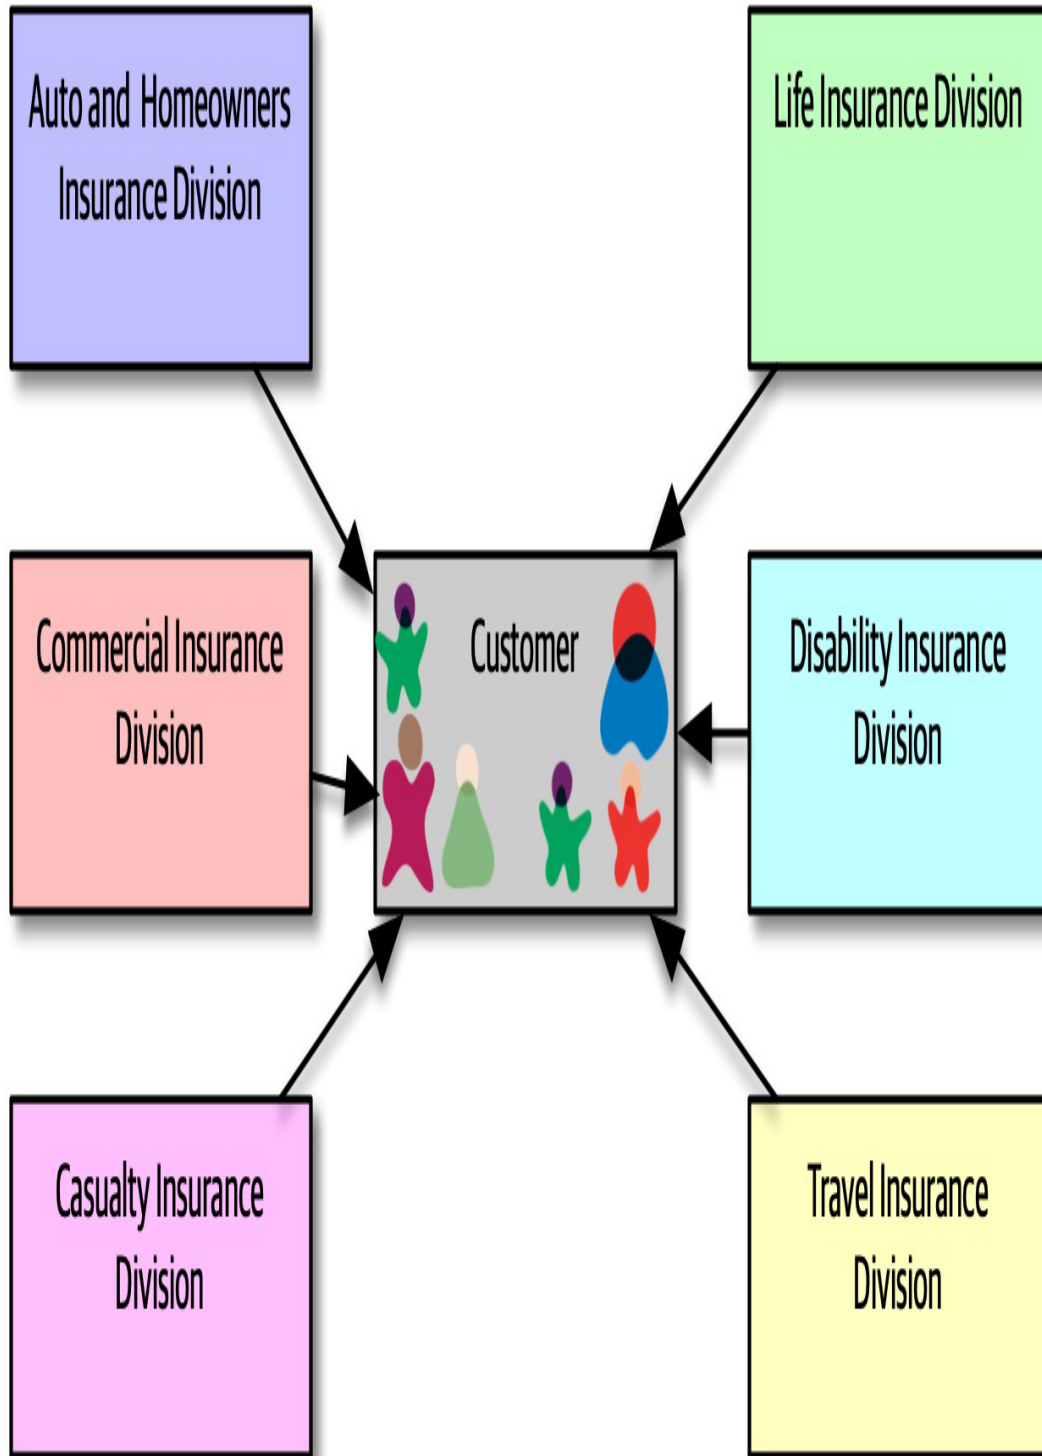 Auto and Homeowners
Insurance Division
Life Insurance Division
Commercial Insurance
Division
Customer
Disability Insurance
Division
Casualty Insurance
Division
Travel Insurance
Division